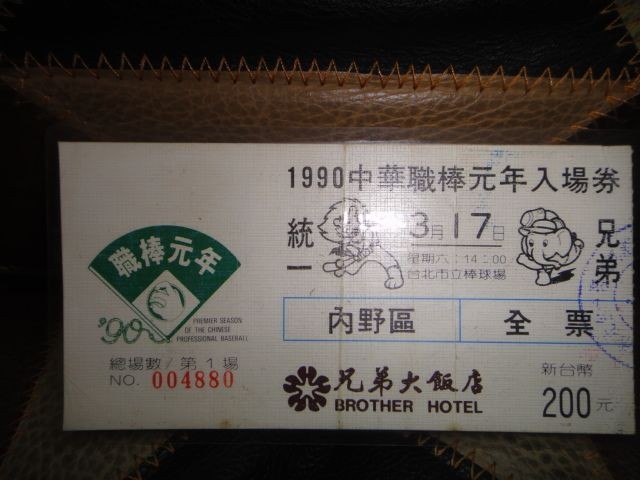 1990中華職棒元年入場券
統一
3月17日
兄弟
星期六:14:00
台北市立棒球場
職棒元年
'90
PREMIER SEASON
OF THE CHINESE
PROFESSIONAL BASEBALL
內野區
全票
總場數/第1場
NO. 004880
兄弟大飯店
BROTHER HOTEL
新台幣
200元